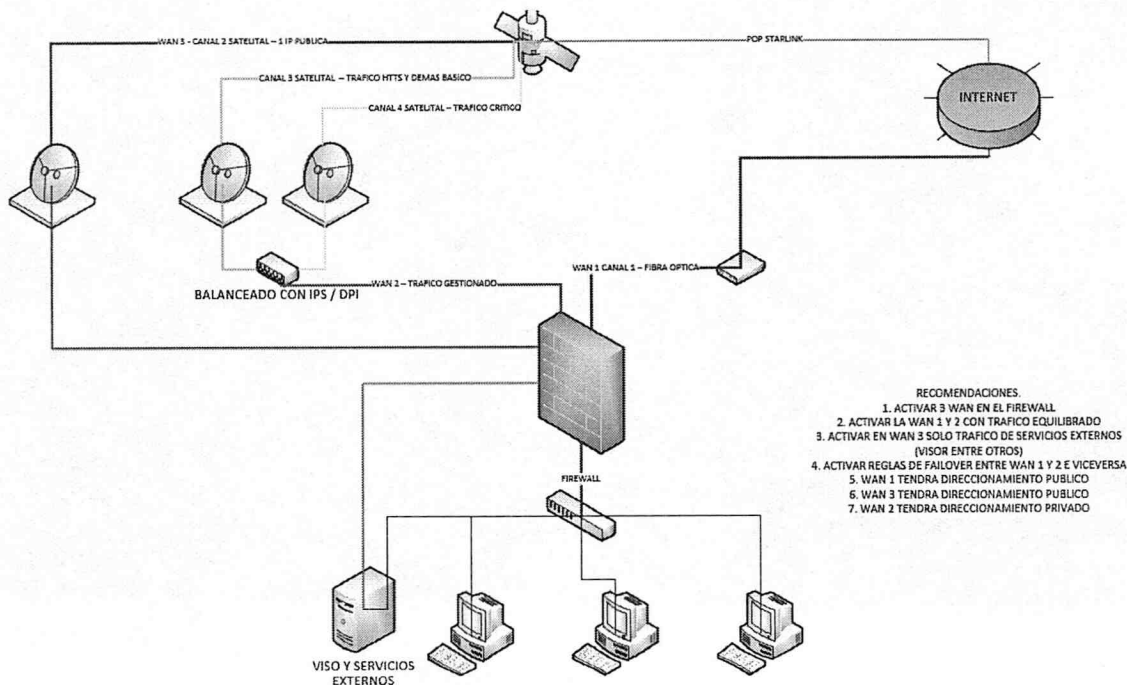 WAN 3 - CANAL 2 SATELITAL – 1 IP PUBLICA
POP STARLINK
CANAL 3 SATELITAL – TRAFICO HTTS Y DEMAS BASICO
CANAL 4 SATELITAL – TRAFICO CRITICO
INTERNET
WAN 1 CANAL 1 – FIBRA OPTICA
WAN 2 – TRAFICO GESTIONADO
BALANCEADO CON IPS / DPI
RECOMENDACIONES.
1. ACTIVAR 3 WAN EN EL FIREWALL
2. ACTIVAR LA WAN 1 Y 2 CON TRAFICO EQUILIBRADO
3. ACTIVAR EN WAN 3 SOLO TRAFICO DE SERVICIOS EXTERNOS
(VISOR ENTRE OTROS)
4. ACTIVAR REGLAS DE FAILOVER ENTRE WAN 1 Y 2 E VICEVERSA
5. WAN 1 TENDRA DIRECCIONAMIENTO PUBLICO
6. WAN 3 TENDRA DIRECCIONAMIENTO PUBLICO
7. WAN 2 TENDRA DIRECCIONAMIENTO PRIVADO
FIREWALL
VISO Y SERVICIOS
EXTERNOS